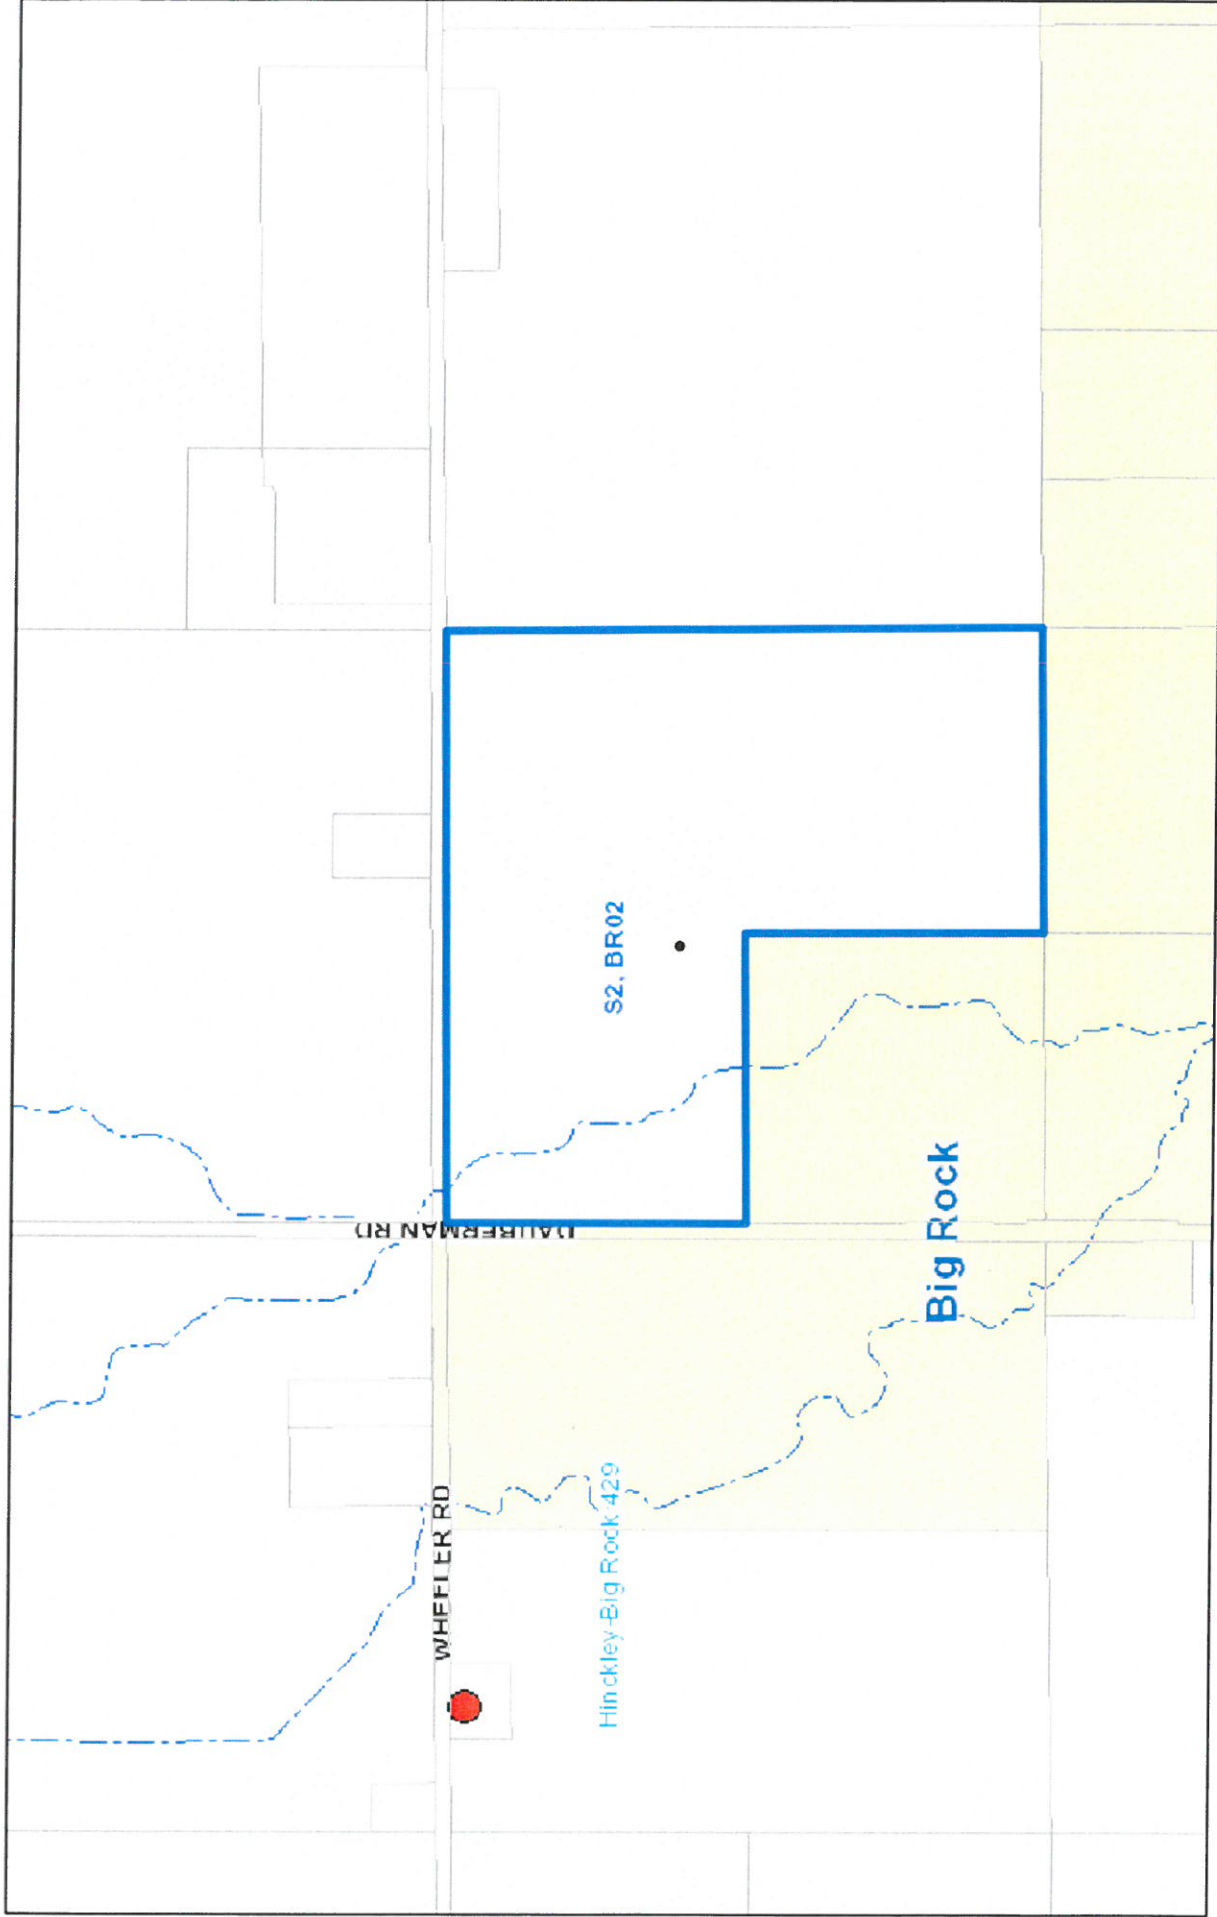 WHEELER RD
DAUBERMAN RD
S2, BR02
Hinckley-Big Rock 429
Big Rock